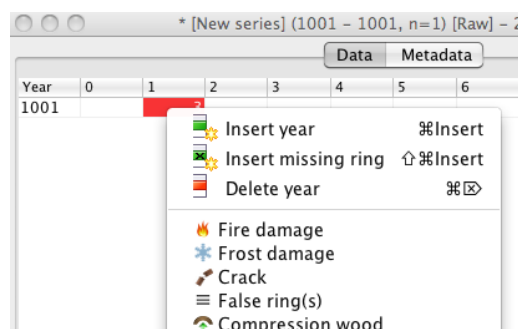 * [New series] (1001 – 1001, n=1) [Raw] – 2
Data Metadata
Year 0 1 2 3 4 5 6
1001
Insert year ⌘Insert
Insert missing ring ⇧⌘Insert
Delete year ⌘⌦
Fire damage
Frost damage
Crack
False ring(s)
Compression wood